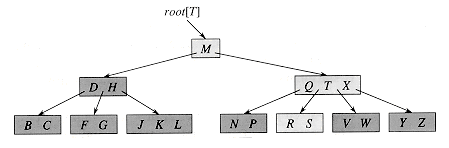 root[T]
M
D H
Q T X
B C
F G
J K L
N P
R S
V W
Y Z